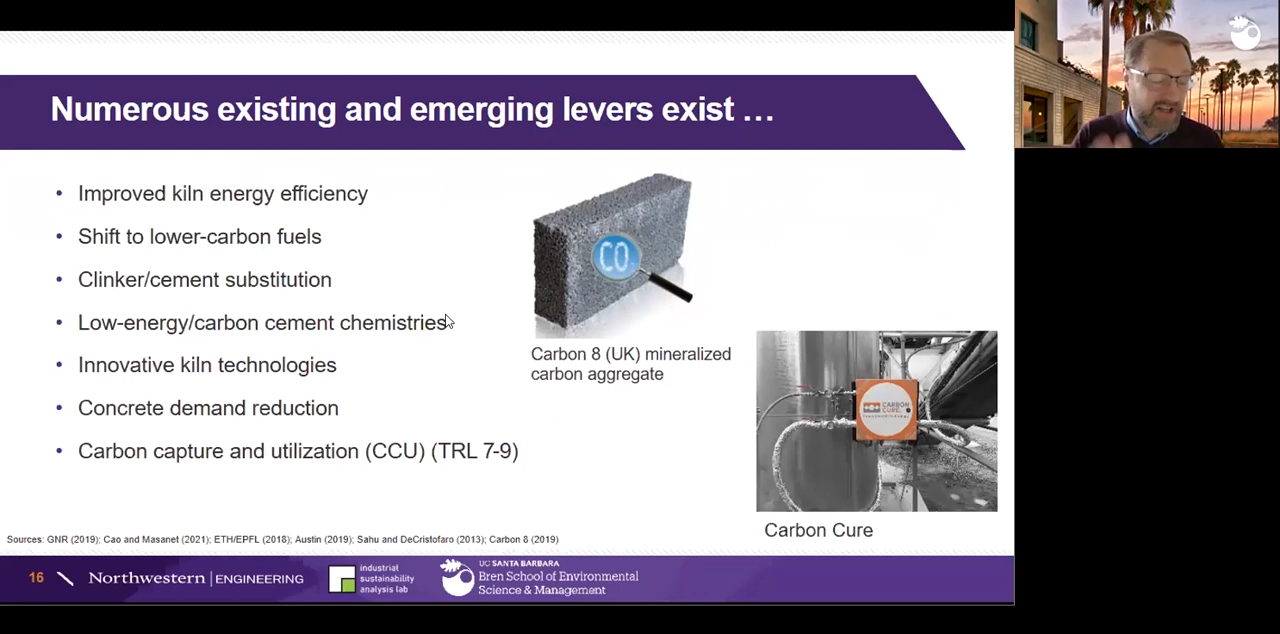 Numerous existing and emerging levers exist …
• Improved kiln energy efficiency
• Shift to lower-carbon fuels
• Clinker/cement substitution
• Low-energy/carbon cement chemistries
• Innovative kiln technologies
• Concrete demand reduction
• Carbon capture and utilization (CCU) (TRL 7-9)
CO
Carbon 8 (UK) mineralized
carbon aggregate
CARBON
CURE
Carbon Cure
Sources: GNR (2019); Cao and Masanet (2021); ETH/EPFL (2018); Austin (2019); Sahu and DeCristofaro (2013); Carbon 8 (2019)
16
Northwestern | ENGINEERING
industrial
sustainability
analysis lab
UC SANTA BARBARA
Bren School of Environmental
Science & Management